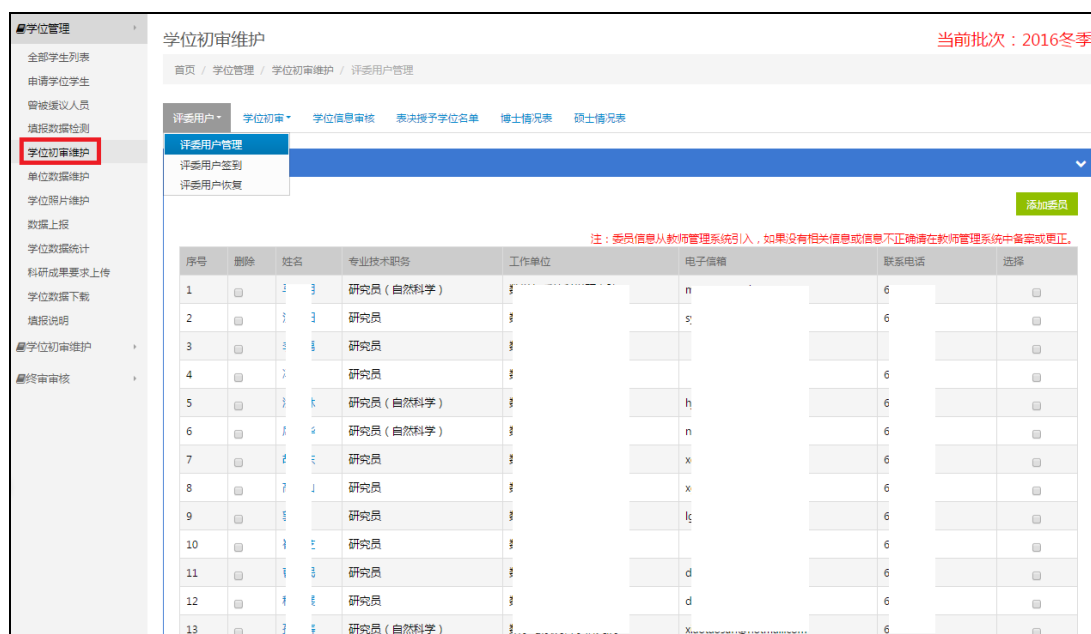 学位管理
全部学生列表
申请学位学生
曾被缓议人员
填报数据检测
学位初审维护
单位数据维护
学位照片维护
数据上报
学位数据统计
科研成果要求上传
学位数据下载
填报说明
学位初审维护
终审审核
学位初审维护
当前批次：2016冬季
首页 / 学位管理 / 学位初审维护 / 评委用户管理
评委用户 学位初审 学位信息审核 表决授予学位名单 博士情况表 硕士情况表
评委用户管理
评委用户签到
评委用户恢复
添加委员
注：委员信息从教师管理系统引入，如果没有相关信息或信息不正确请在教师管理系统中备案或更正。
序号 删除 姓名 专业技术职务 工作单位 电子信箱 联系电话 选择
1 研究员（自然科学） 6
2 研究员 sy 6
3 研究员
4 研究员 6
5 研究员（自然科学） 6
6 研究员（自然科学） 6
7 研究员 x 6
8 研究员 x 6
9 研究员 6
10 研究员 6
11 研究员 d 6
12 研究员 d 6
13 研究员（自然科学） 6